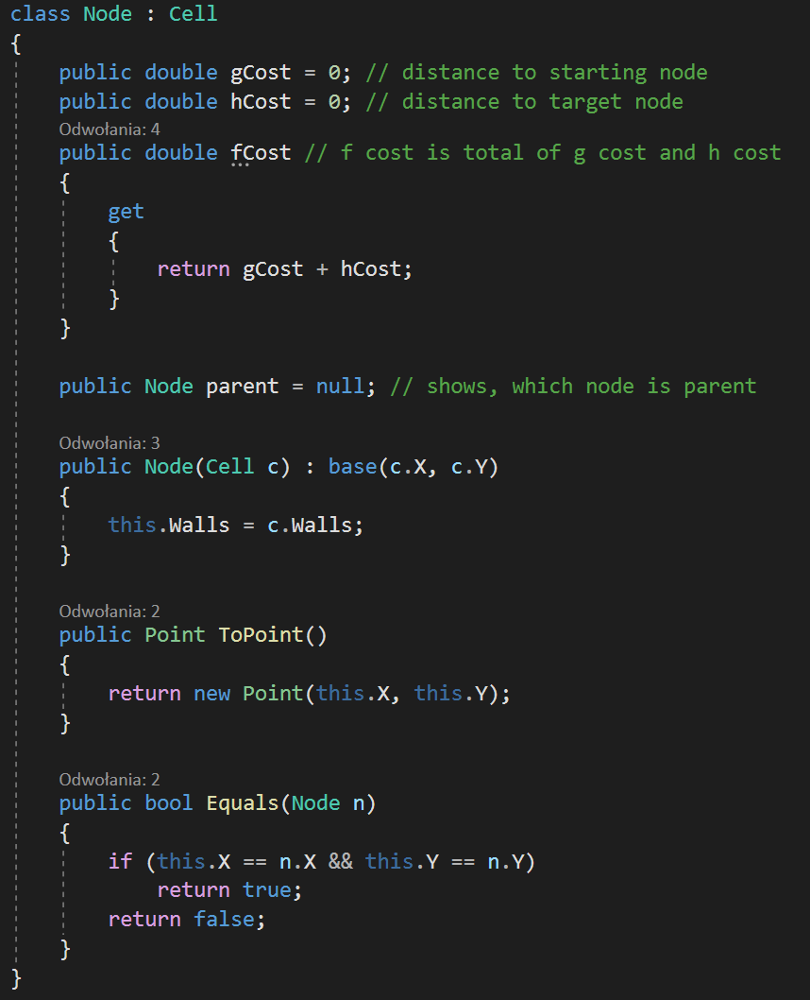 class Node : Cell
{
public double gCost = 0; // distance to starting node
public double hCost = 0; // distance to target node
Odwołania: 4
public double fCost // f cost is total of g cost and h cost
{
get
{
return gCost + hCost;
}
}
public Node parent = null; // shows, which node is parent
Odwołania: 3
public Node(Cell c) : base(c.X, c.Y)
{
this.Walls = c.Walls;
}
Odwołania: 2
public Point ToPoint()
{
return new Point(this.X, this.Y);
}
Odwołania: 2
public bool Equals(Node n)
{
if (this.X == n.X && this.Y == n.Y)
return true;
return false;
}
}